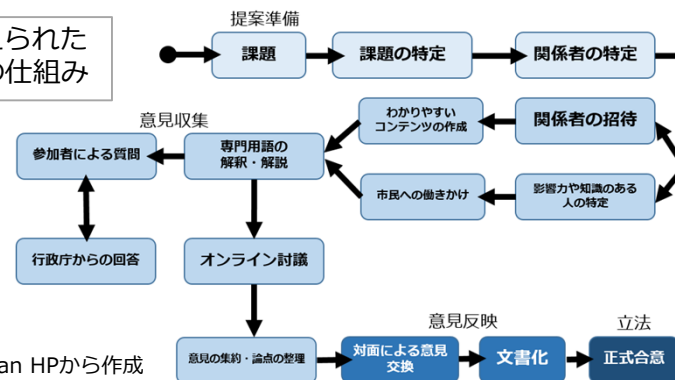 提案準備
えられた
の仕組み
課題
課題の特定
関係者の特定
意見収集
わかりやすい
コンテンツの作成
関係者の招待
参加者による質問
専門用語の
解釈・解説
市民への働きかけ
影響力や知識のある
人の特定
行政庁からの回答
オンライン討議
意見反映
立法
意見の集約・論点の整理
対面による意見
交換
文書化
正式合意
an HPから作成